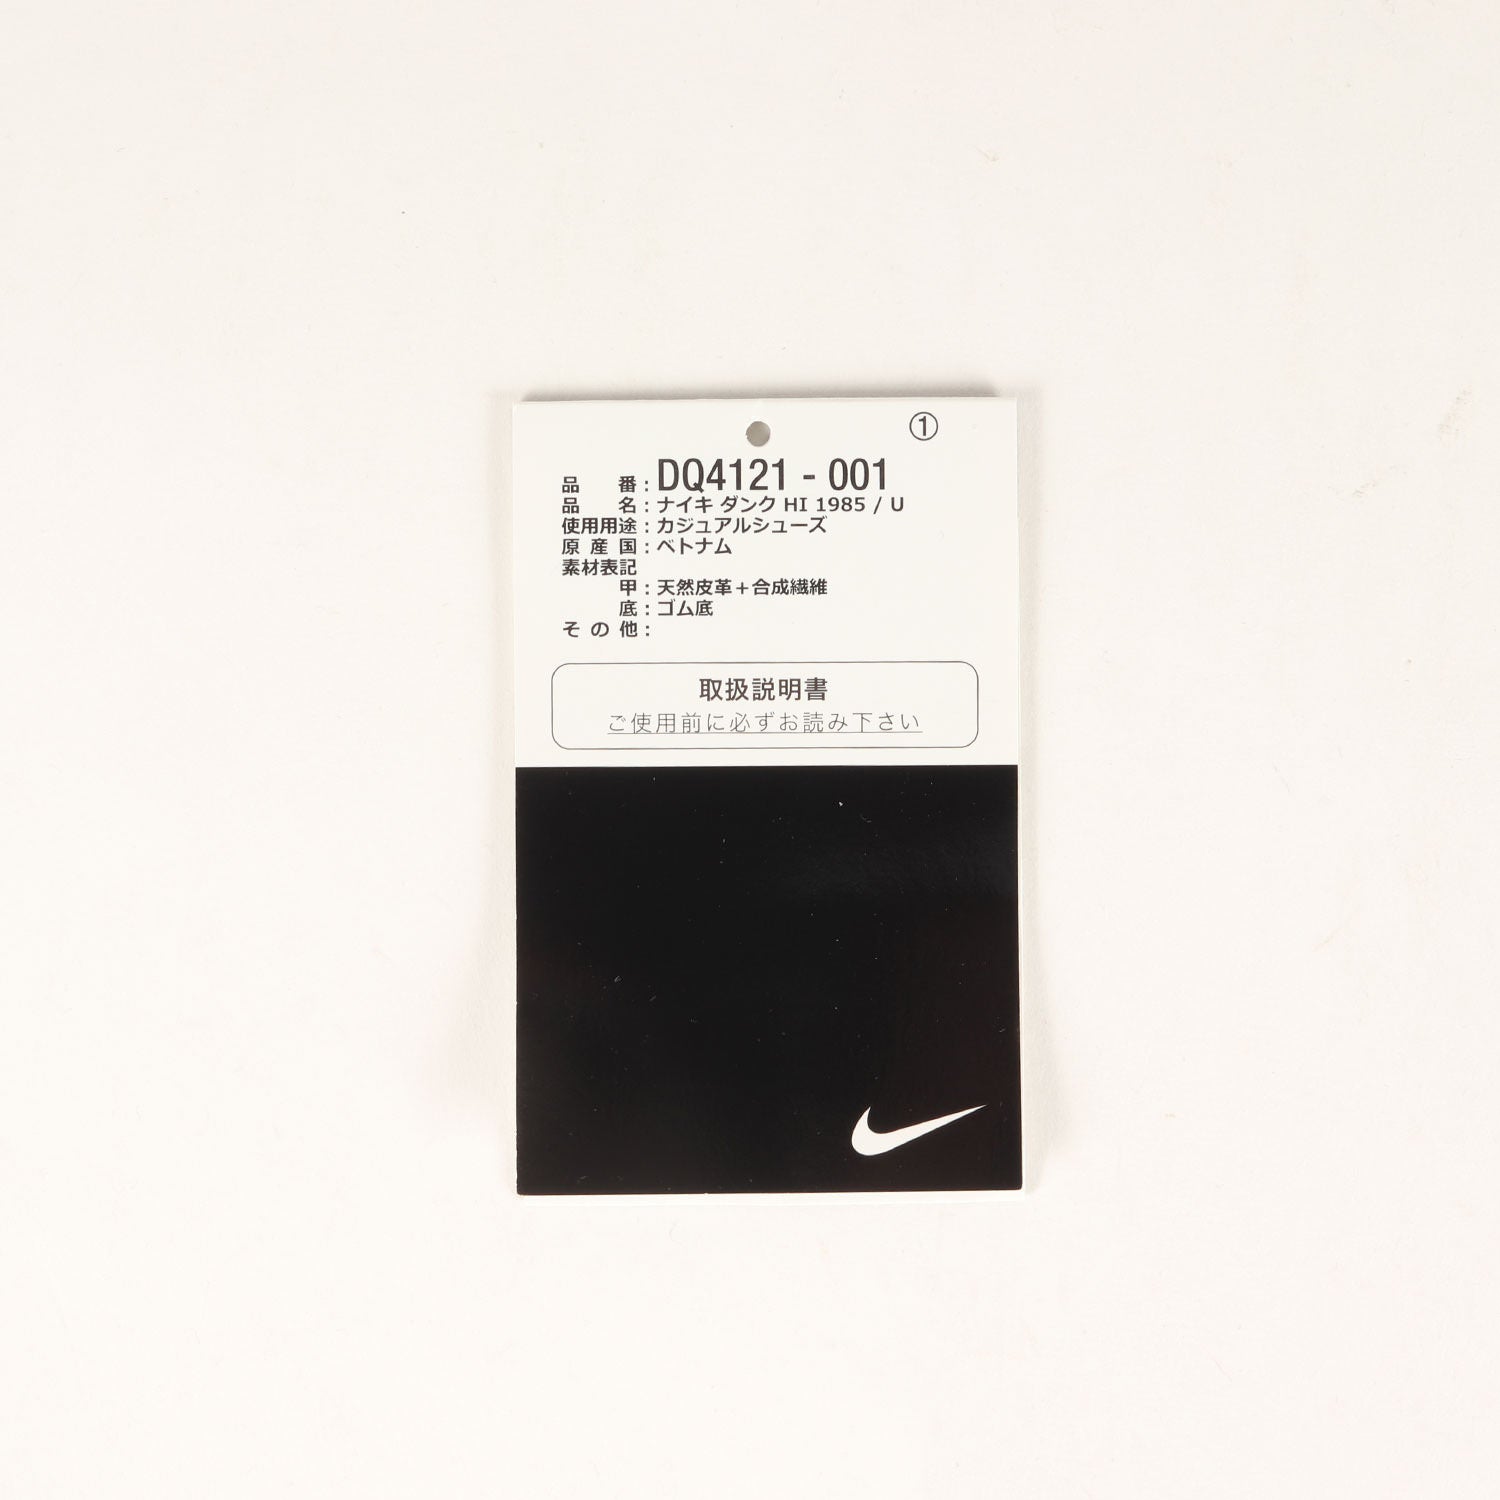 ①
品番:DQ4121 - 001
品名:ナイキ ダンク HI 1985 / U
使用用途:カジュアルシューズ
原産国:ベトナム
素材表記
甲:天然皮革+合成繊維
底:ゴム底
その他:
取扱説明書
ご使用前に必ずお読み下さい